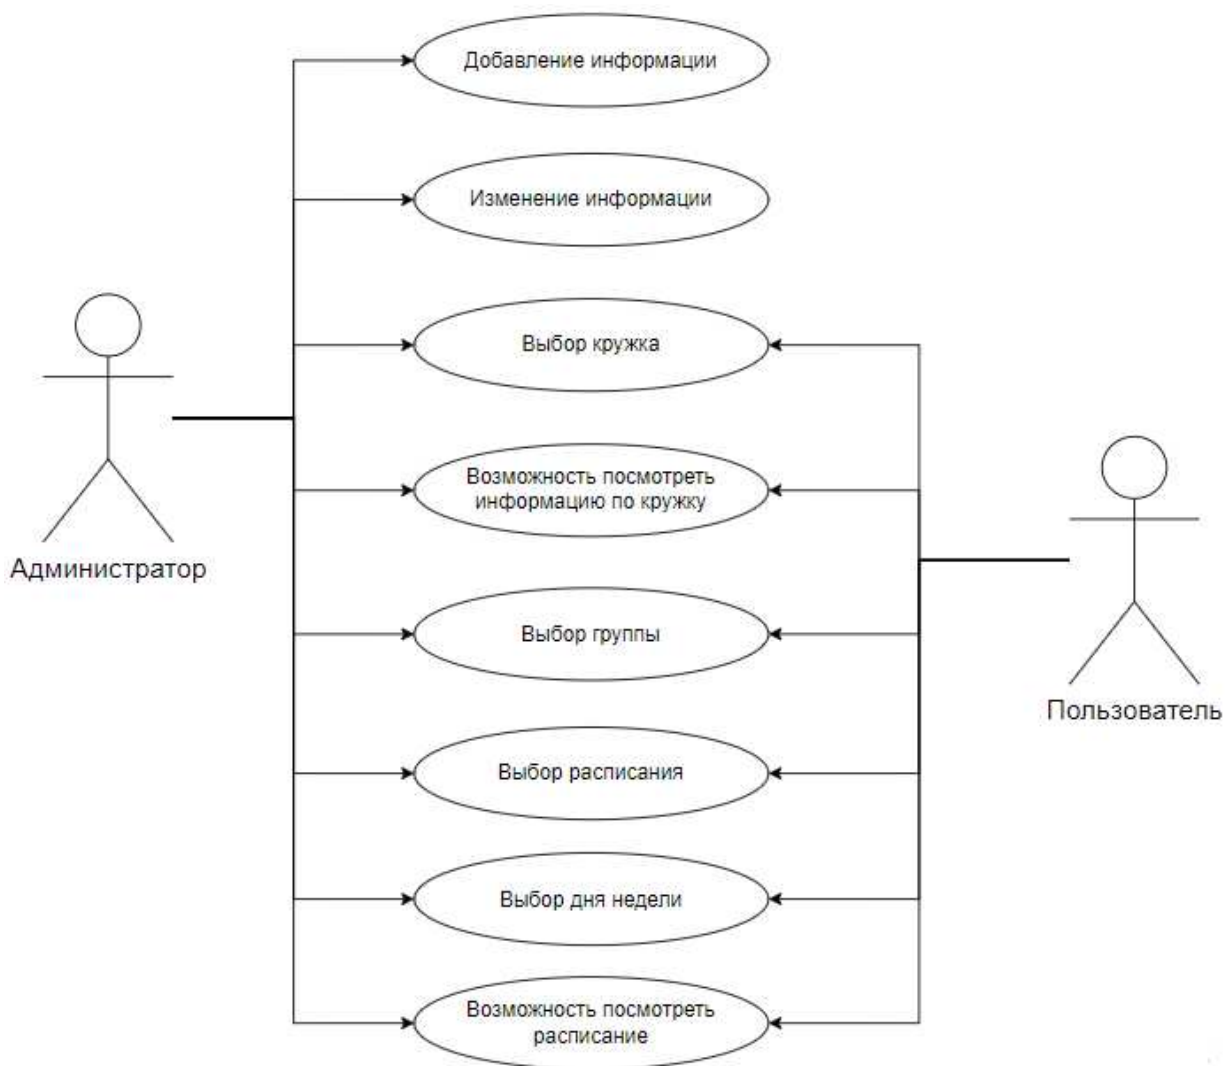 Добавление информации
Изменение информации
Выбор кружка
Возможность посмотреть
информацию по кружку
Администратор
Выбор группы
Пользователь
Выбор расписания
Выбор дня недели
Возможность посмотреть
расписание